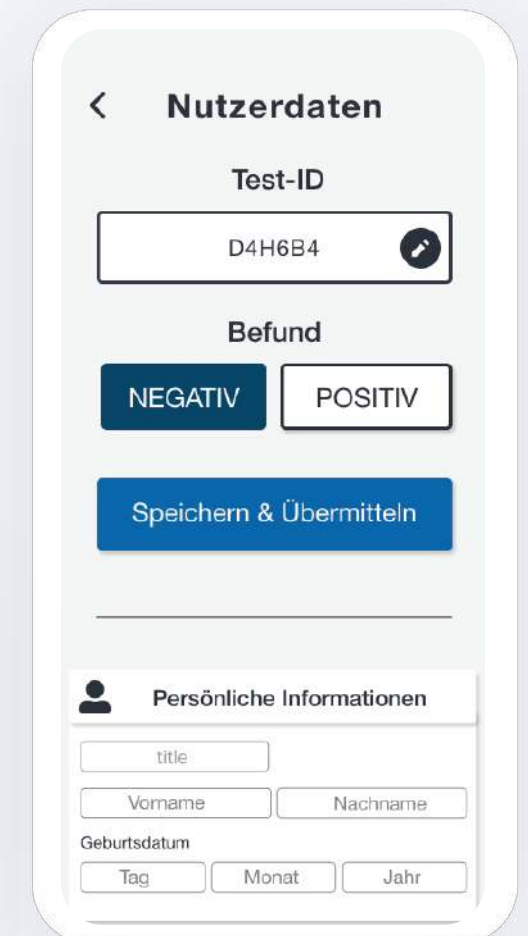 Nutzerdaten
Test-ID
D4H6B4
Befund
NEGATIV POSITIV
Speichern & Übermitteln
Persönliche Informationen
title
Vorname Nachname
Geburtsdatum
Tag Monat Jahr